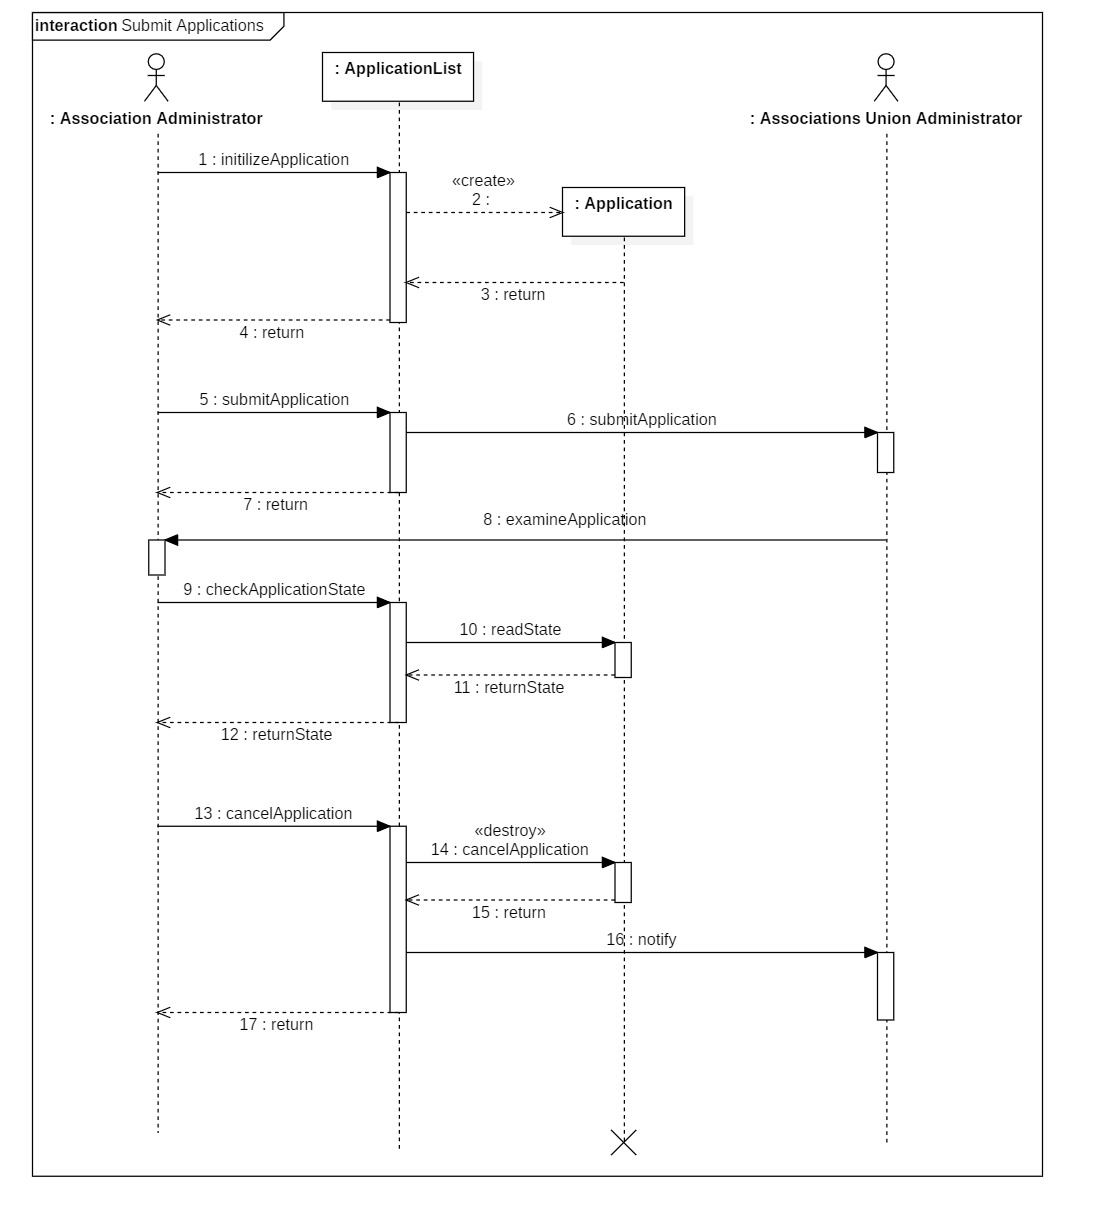 interaction Submit Applications
: ApplicationList
: Association Administrator
: Associations Union Administrator
1 : initilizeApplication
«create»
2 :
: Application
3 : return
4 : return
5 : submitApplication
6 : submitApplication
7 : return
8 : examineApplication
9 : checkApplicationState
10 : readState
11 : returnState
12 : returnState
13 : cancelApplication
«destroy»
14 : cancelApplication
15 : return
16 : notify
17 : return